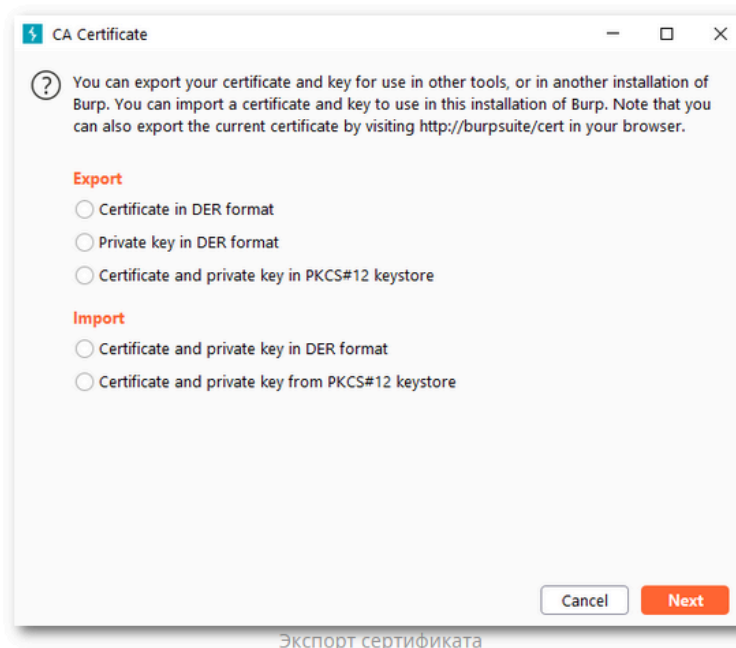 CA Certificate
You can export your certificate and key for use in other tools, or in another installation of
Burp. You can import a certificate and key to use in this installation of Burp. Note that you
can also export the current certificate by visiting http://burpsuite/cert in your browser.
Export
Certificate in DER format
Private key in DER format
Certificate and private key in PKCS#12 keystore
Import
Certificate and private key in DER format
Certificate and private key from PKCS#12 keystore
Cancel Next
Экспорт сертификата